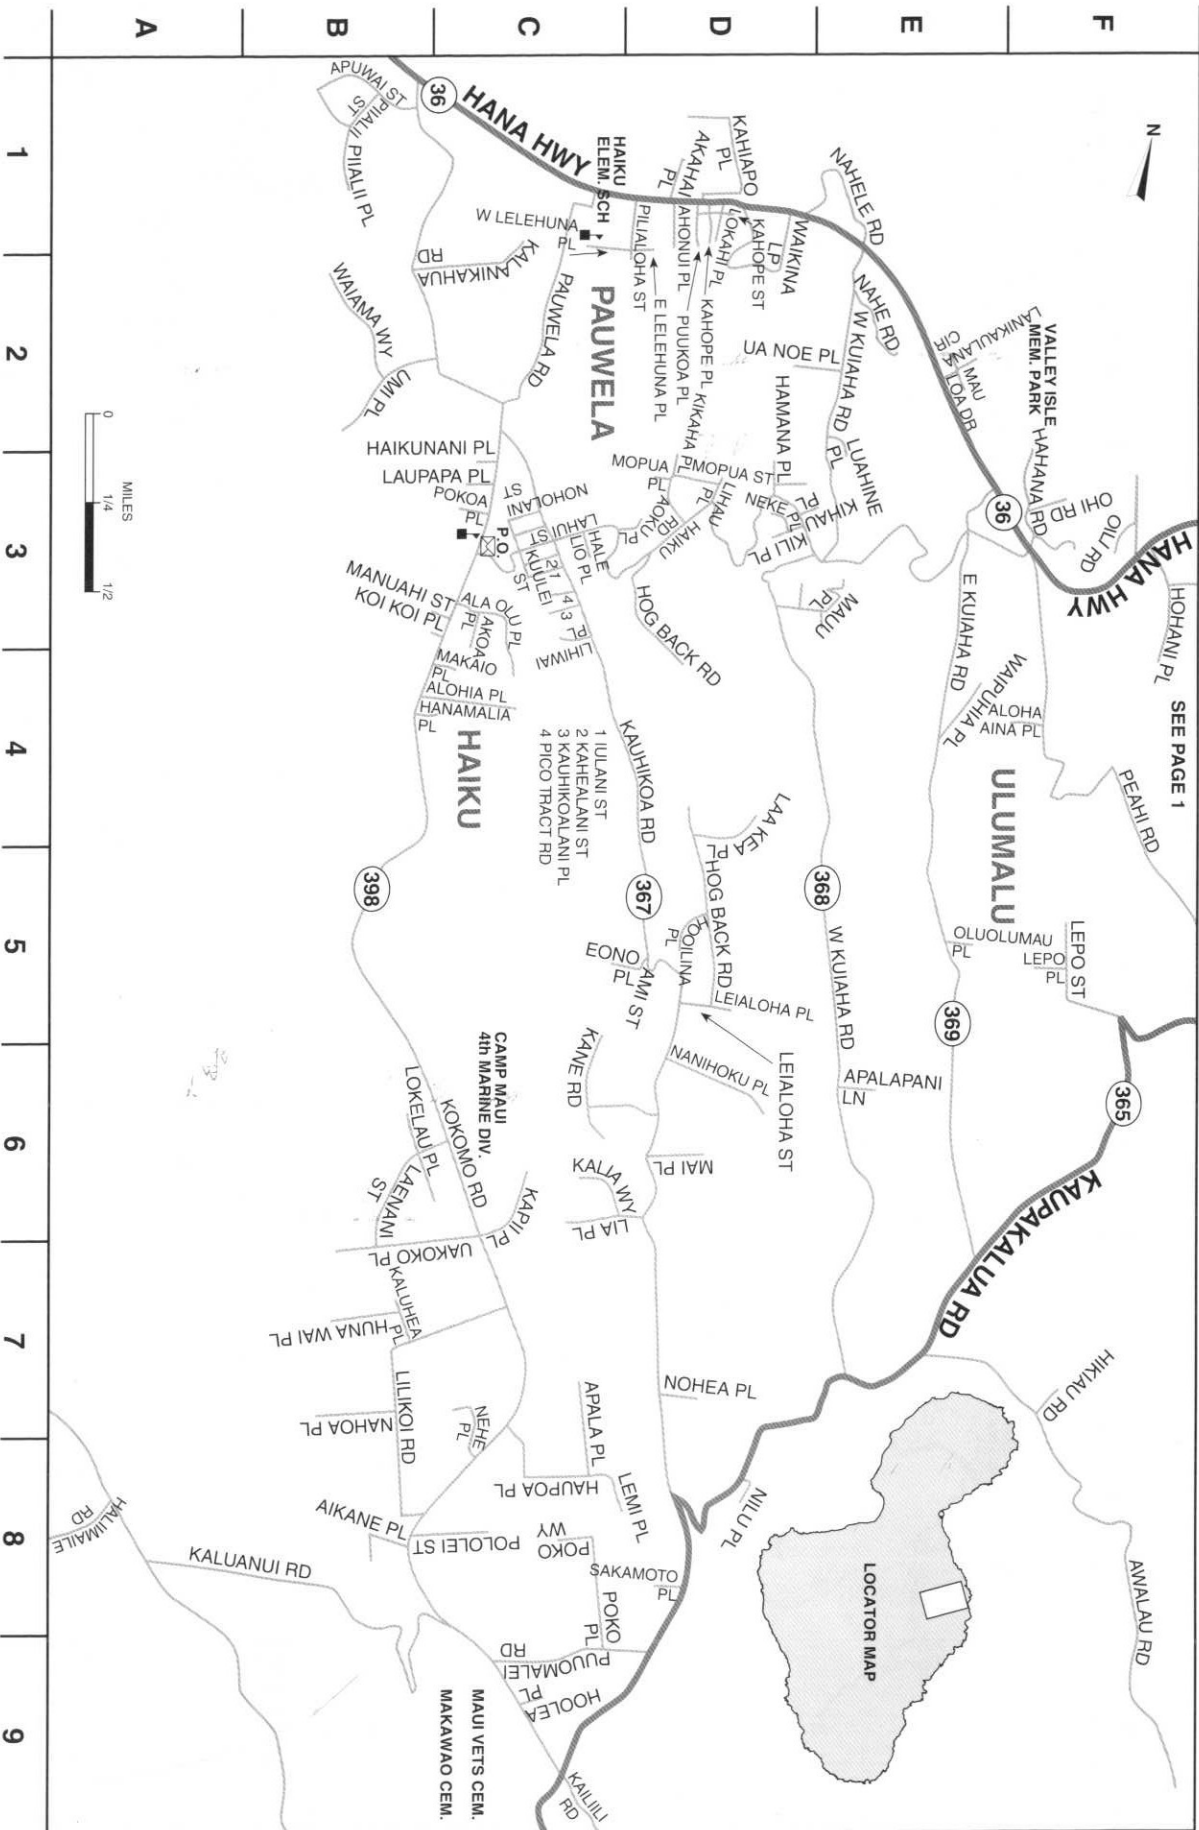 A
B
C
D
E
F
1
2
3
4
5
6
7
8
9
N
SEE PAGE 1
36
HANA HWY
APUWAI ST
PIIALII
ST
PIIALII PL
HAIKU
ELEM. SCH
W LELEHUNA
PL
KALANIKAHUA
RD
WAIAMA WY
UMI PL
PAUWELA RD
PAUWELA
PILIALOHA ST
E LELEHUNA PL
KAHIAPO
PL
AKAHAI
PL
AHONUI PL
PUUKOA PL
KAHOPE PL
LOKAHI PL
KAHOPE ST
WAIKINA
LP
NAHELE RD
NAHE RD
W KUIAHA RD
UA NOE PL
HAMANA PL
LUAHINE
PL
KIKAHA
PL
MOPUA
PL
MOPUA ST
LIHAU
PL
AOKU
PL
HAIKU
RD
NEKE PL
KIHAU
PL
KILI PL
MAUU
PL
LANIKAULANA
CIR
MAU
LOA DR
VALLEY ISLE
MEM. PARK
HAHANA RD
OHI RD
OILI RD
36
HANA HWY
HOHANI PL
E KUIAHA RD
WAIPUHIA PL
ALOHA
AINA PL
PEAHI RD
ULUMALU
HAIKUNANI PL
LAUPAPA PL
POKOA
PL
P.O.
NOHOLANI
ST
LAHUI ST
KUULEI
ST
HALE
LIO PL
2
1
4
3
LIHIWAI
PL
MANUAHI ST
KOI KOI PL
ALA OLU PL
AKOA
PL
MAKAIO
PL
ALOHIA PL
HANAMALIA
PL
HAIKU
HOG BACK RD
KAUHIKOA RD
1 IULANI ST
2 KAHEALANI ST
3 KAUHIKOALANI PL
4 PICO TRACT RD
0
1/4
1/2
MILES
398
367
368
369
365
LAA KEA
PL
HOG BACK RD
HOOILINA
PL
EONO
PL
AMI ST
LEIALOHA PL
LEIALOHA ST
NANIHOKU PL
W KUIAHA RD
OLUOLUMAU
PL
LEPO
PL
LEPO ST
APALAPANI
LN
KANE RD
CAMP MAUI
4th MARINE DIV.
KOKOMO RD
LOKELAU PL
LAENANI
ST
UAKOKO PL
KAPII PL
KALIA WY
LIA PL
MAI PL
KAUPAKALUA RD
KALUHEA
PL
HUNA WAI PL
LILIKOI RD
NAHOA PL
NEHE
PL
APALA PL
NOHEA PL
HIKIAU RD
HAUPOA PL
LEMI PL
NILU PL
AIKANE PL
POLOLEI ST
POKO
WY
SAKAMOTO
PL
POKO
PL
AWALAU RD
HALIIMAILE
RD
KALUANUI RD
PUUOMALEI
RD
HOOLEA
PL
KAILIILI
RD
MAUI VETS CEM.
MAKAWAO CEM.
LOCATOR MAP